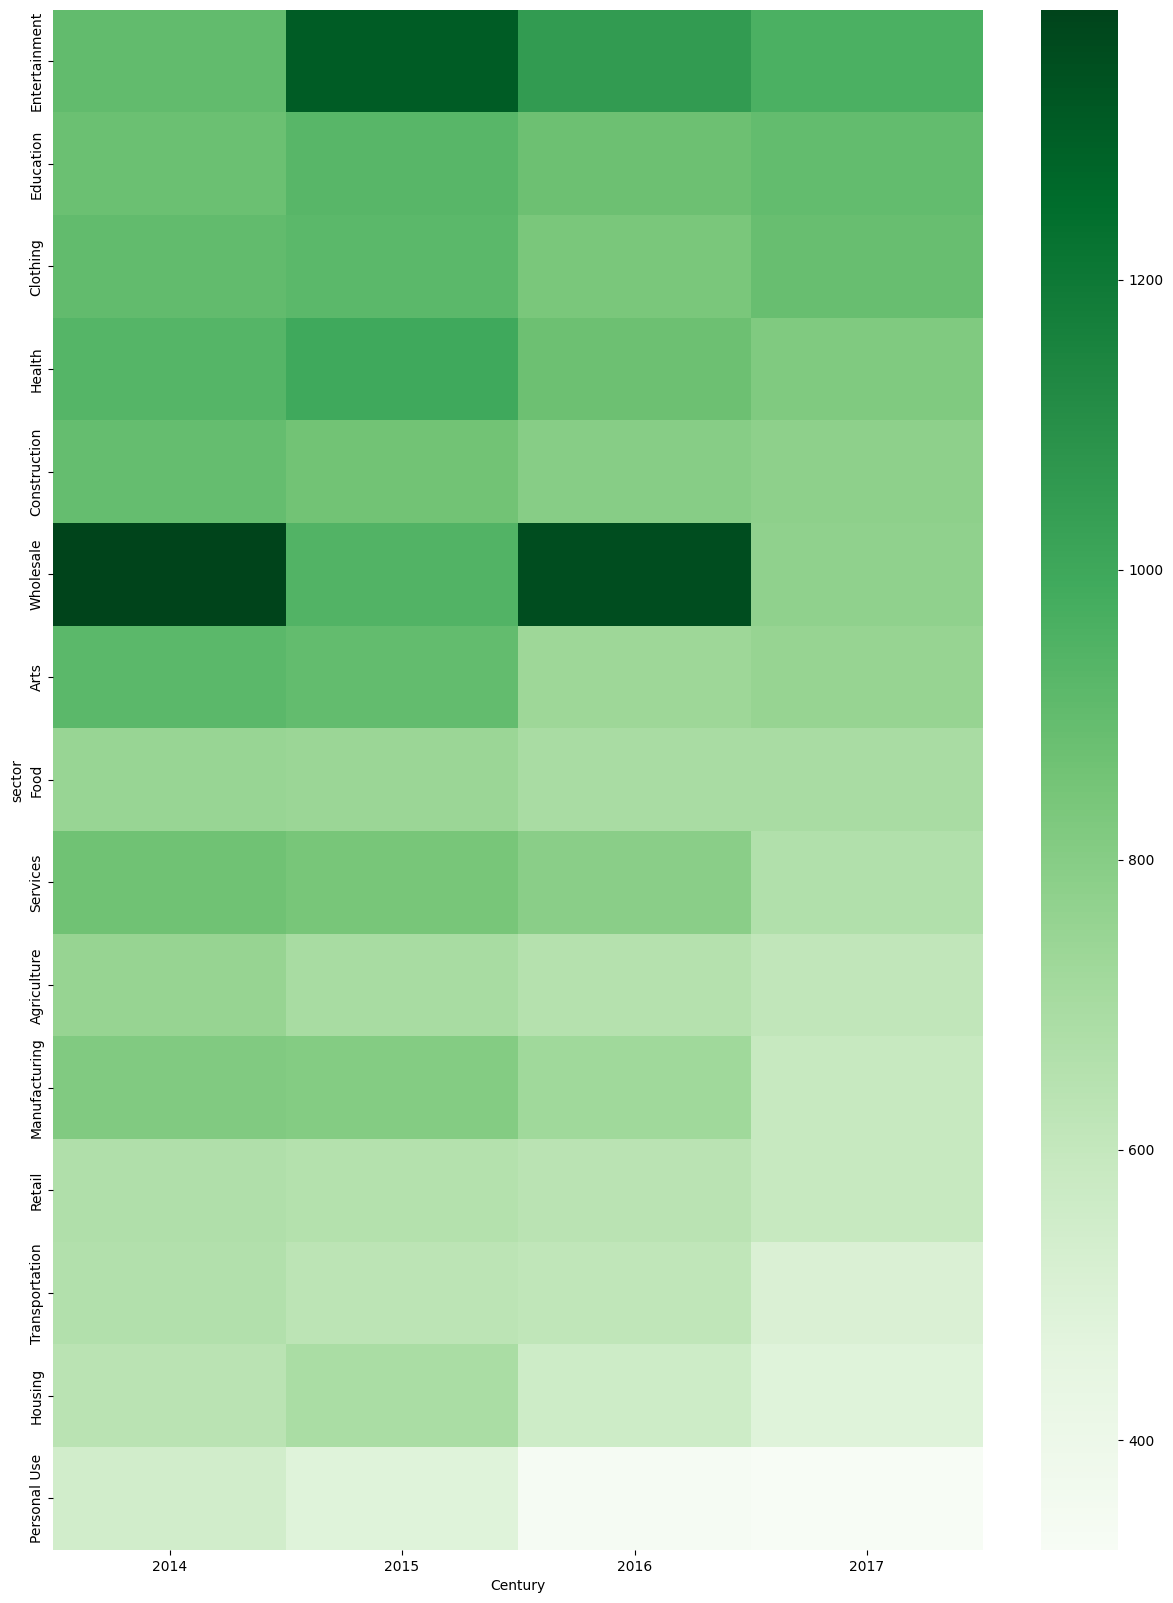 sector
Entertainment
Education
Clothing
Health
Construction
Wholesale
Arts
Food
Services
Agriculture
Manufacturing
Retail
Transportation
Housing
Personal Use
2014
2015
2016
2017
Century
1200
1000
800
600
400